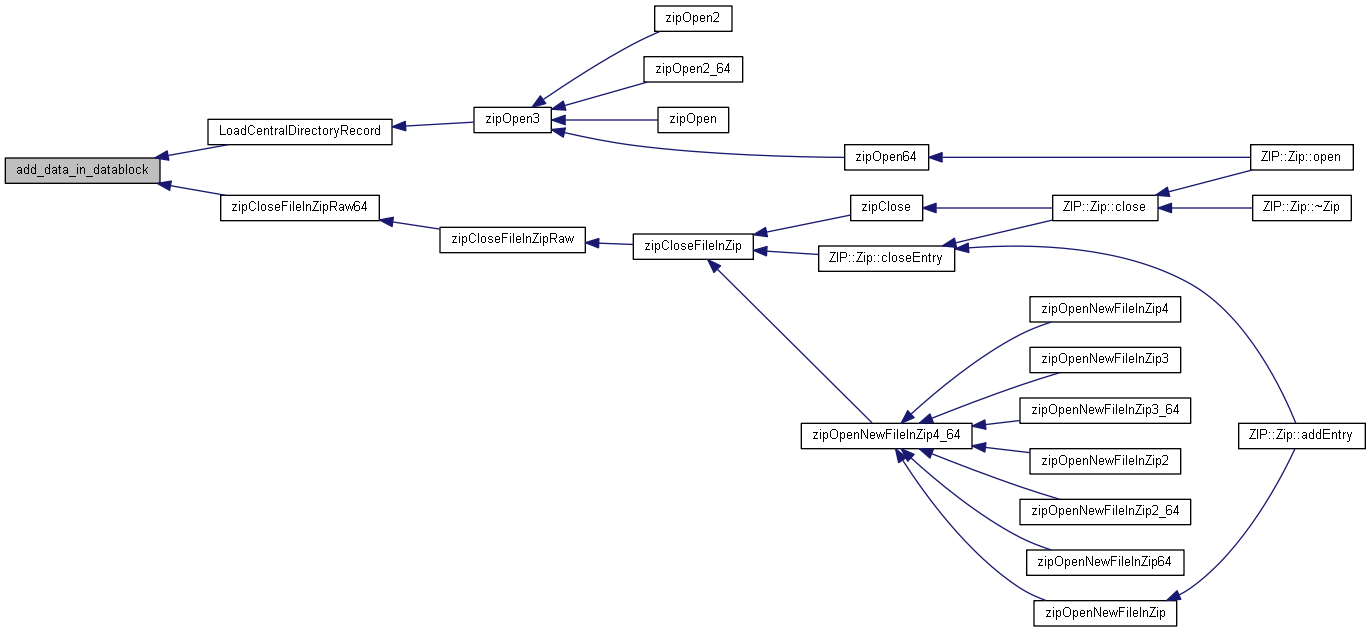 zipOpen2
zipOpen2_64
zipOpen3
zipOpen
LoadCentralDirectoryRecord
zipOpen64
ZIP::Zip::open
add_data_in_datablock
zipCloseFileInZipRaw64
zipClose
ZIP::Zip::close
ZIP::Zip::~Zip
zipCloseFileInZipRaw
zipCloseFileInZip
ZIP::Zip::closeEntry
zipOpenNewFileInZip4
zipOpenNewFileInZip3
zipOpenNewFileInZip3_64
zipOpenNewFileInZip4_64
ZIP::Zip::addEntry
zipOpenNewFileInZip2
zipOpenNewFileInZip2_64
zipOpenNewFileInZip64
zipOpenNewFileInZip